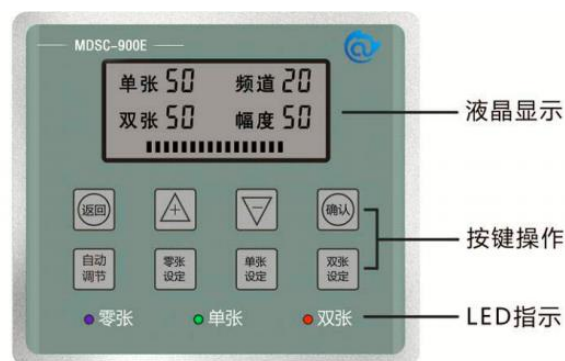 MDSC-900E
单张 50 频道 20
双张 50 幅度 50
液晶显示
返回 + − 确认
自动调节 零张设定 单张设定 双张设定
按键操作
零张 单张 双张
LED指示